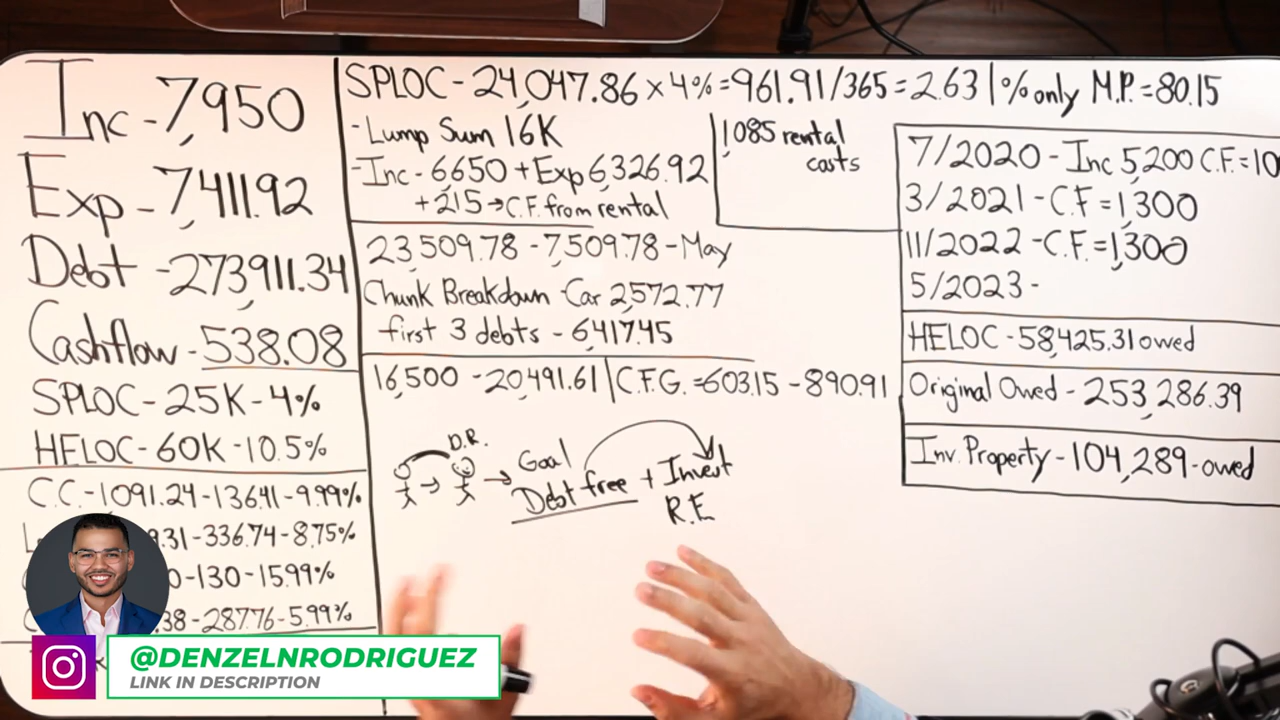 Inc - 7,950
Exp - 7,411.92
Debt - 273,911.34
Cashflow - 538.08
SPLOC - 25K - 4%
HELOC - 60K - 10.5%
C.C. - 1091.24 - 136.41 - 9.99%
.31 - 336.74 - 8.75%
0 - 130 - 15.99%
.38 - 287.76 - 5.99%
SPLOC - 24,047.86 x 4% = 961.91/365 = 2.63 | % only M.P. = 80.15
- Lump Sum 16K
- Inc - 6650 + Exp 6,326.92
+ 215 → C.F. from rental
1,085 rental
costs
23,509.78 - 7,509.78 - May
Chunk Breakdown - Car 2,572.77
first 3 debts - 6,417.45
16,500 - 20,491.61 | C.F.G. = 603.15 - 890.91
D.R.
Goal
Debt free + Invest
R.E
7/2020 - Inc 5,200 C.F. = 10
3/2021 - C.F = 1,300
11/2022 - C.F. = 1,300
5/2023 -
HELOC - 58,425.31 owed
Original Owed - 253,286.39
Inv. Property - 104,289 - owed
@DENZELNRODRIGUEZ
LINK IN DESCRIPTION